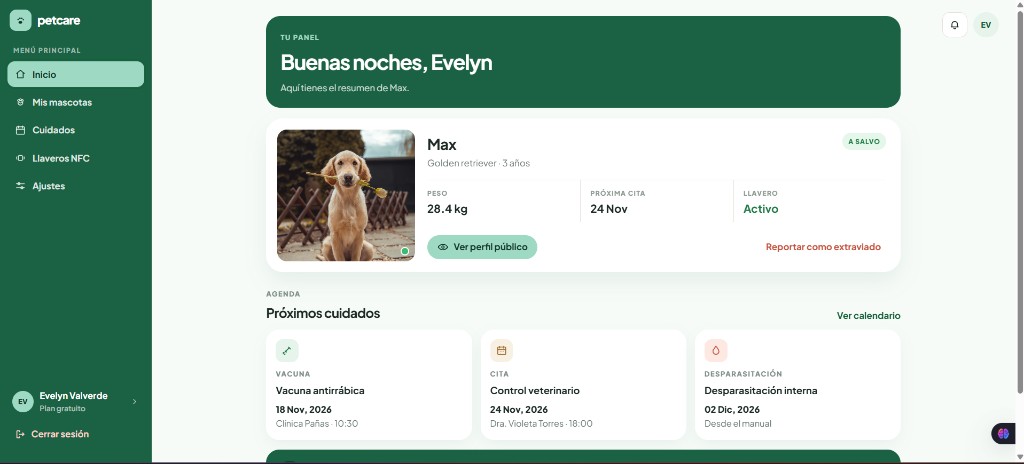 petcare
MENÚ PRINCIPAL
Inicio
Mis mascotas
Cuidados
Llaveros NFC
Ajustes
EV
Evelyn Valverde
Plan gratuito
Cerrar sesión
EV
TU PANEL
Buenas noches, Evelyn
Aquí tienes el resumen de Max.
Max
A SALVO
Golden retriever · 3 años
PESO
28.4 kg
PRÓXIMA CITA
24 Nov
LLAVERO
Activo
Ver perfil público
Reportar como extraviado
AGENDA
Próximos cuidados
Ver calendario
VACUNA
Vacuna antirrábica
18 Nov, 2026
Clínica Pañas · 10:30
CITA
Control veterinario
24 Nov, 2026
Dra. Violeta Torres · 18:00
DESPARASITACIÓN
Desparasitación interna
02 Dic, 2026
Desde el manual